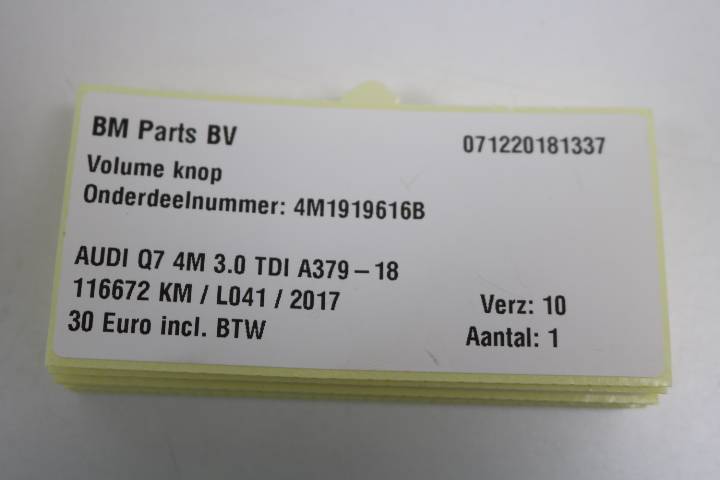 BM Parts BV 071220181337
Volume knop
Onderdeelnummer: 4M1919616B
AUDI Q7 4M 3.0 TDI A379-18
116672 KM / L041 / 2017 Verz: 10
30 Euro incl. BTW Aantal: 1